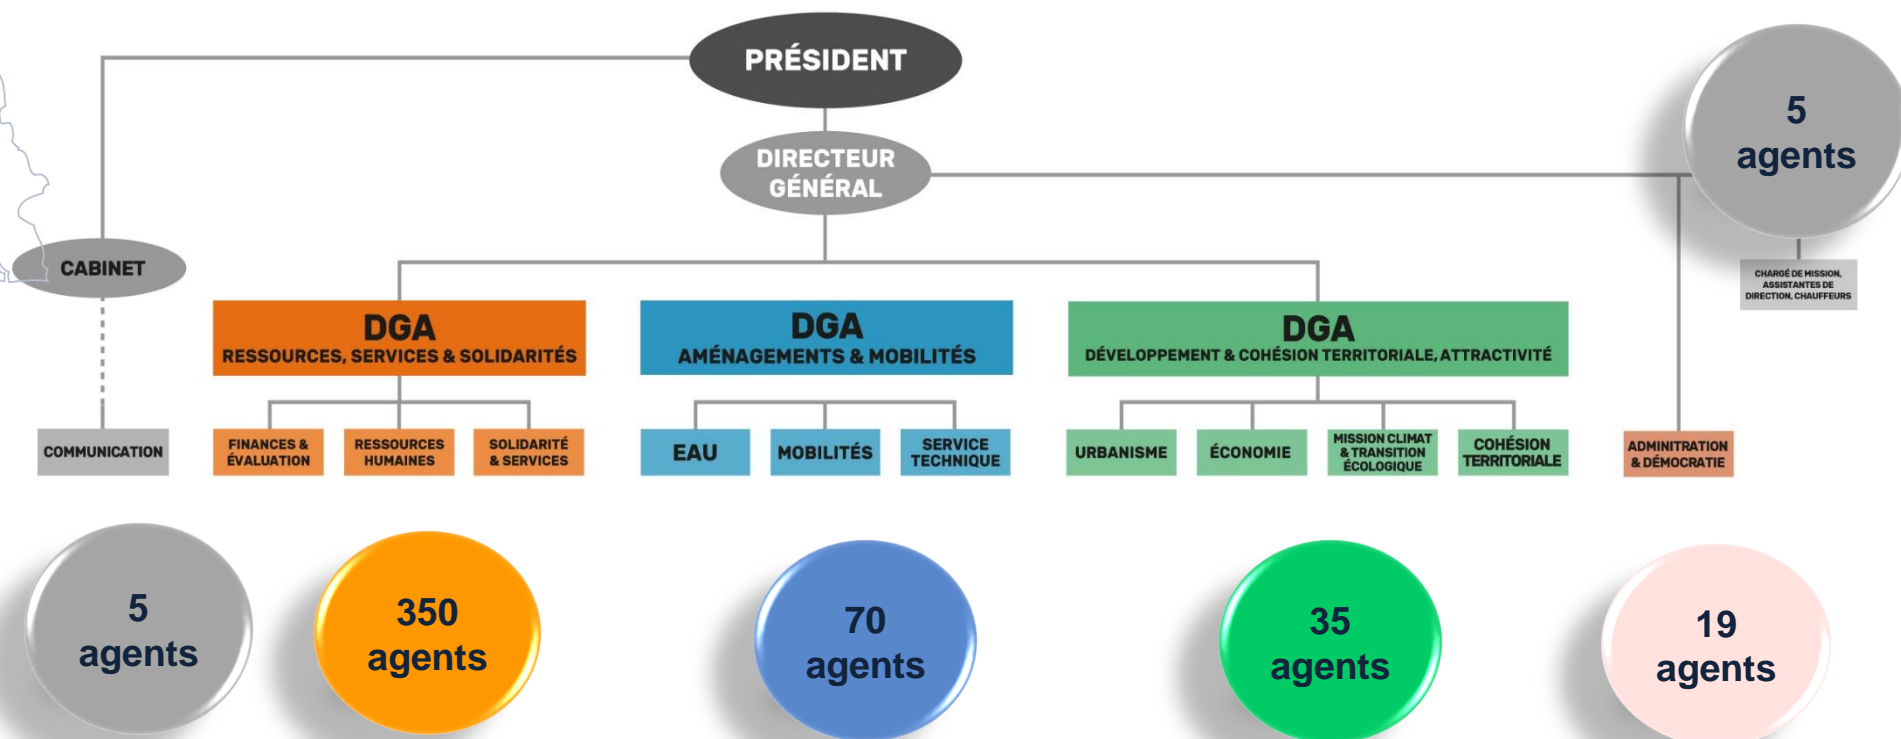 PRÉSIDENT
5
agents
DIRECTEUR
GÉNÉRAL
CABINET
CHARGÉ DE MISSION,
ASSISTANTES DE
DIRECTION, CHAUFFEURS
DGA
RESSOURCES, SERVICES & SOLIDARITÉS
DGA
AMÉNAGEMENTS & MOBILITÉS
DGA
DÉVELOPPEMENT & COHÉSION TERRITORIALE, ATTRACTIVITÉ
COMMUNICATION
FINANCES &
ÉVALUATION
RESSOURCES
HUMAINES
SOLIDARITÉ
& SERVICES
EAU
MOBILITÉS
SERVICE
TECHNIQUE
URBANISME
ÉCONOMIE
MISSION CLIMAT
& TRANSITION
ÉCOLOGIQUE
COHÉSION
TERRITORIALE
ADMINITRATION
& DÉMOCRATIE
5
agents
350
agents
70
agents
35
agents
19
agents